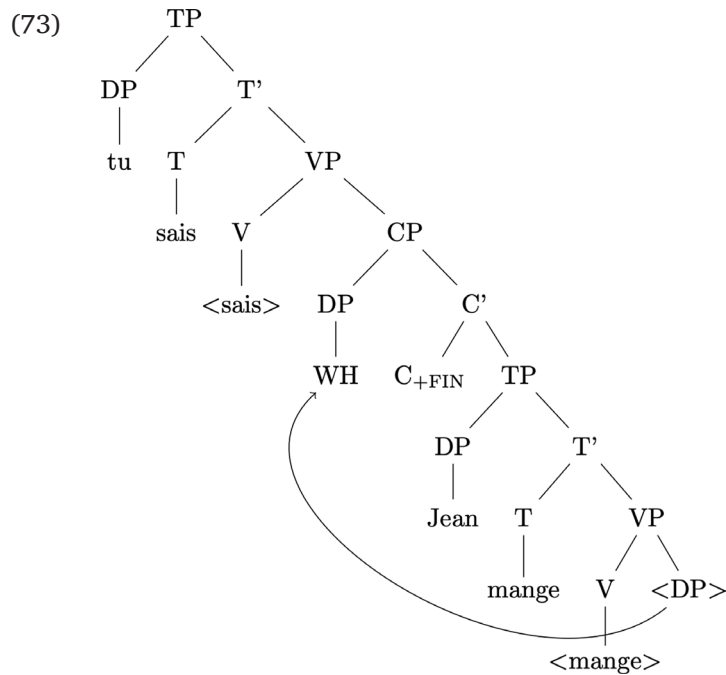 (73) TP
DP T'
tu T VP
sais V CP
<sais> DP C'
WH C+FIN TP
DP T'
Jean T VP
mange V <DP>
<mange>